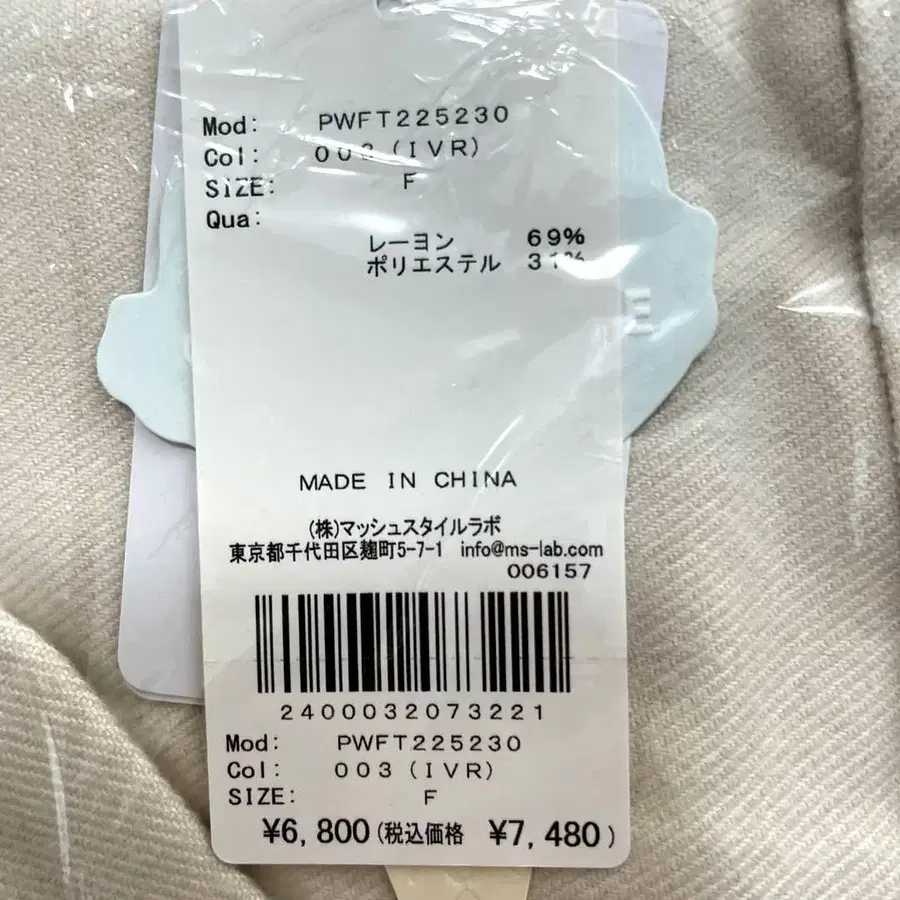 Mod: PWFT225230
Col: 003 (IVR)
SIZE: F
Qua:
レーヨン 69%
ポリエステル 31%
MADE IN CHINA
(株)マッシュスタイルラボ
東京都千代田区麹町5-7-1 info@ms-lab.com
006157
2400032073221
Mod: PWFT225230
Col: 003 (IVR)
SIZE: F
¥6,800(税込価格 ¥7,480)